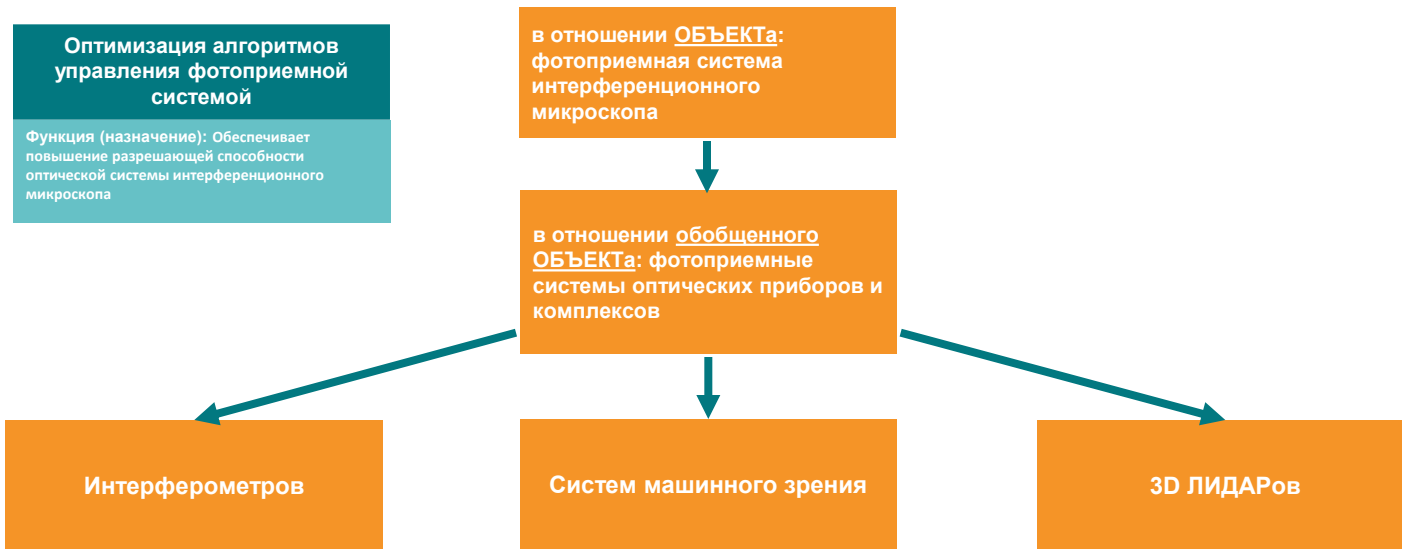 Оптимизация алгоритмов
управления фотоприемной
системой
Функция (назначение): Обеспечивает
повышение разрешающей способности
оптической системы интерференционного
микроскопа
в отношении ОБЪЕКТа:
фотоприемная система
интерференционного
микроскопа
в отношении обобщенного
ОБЪЕКТа: фотоприемные
системы оптических приборов и
комплексов
Интерферометров
Систем машинного зрения
3D ЛИДАРов